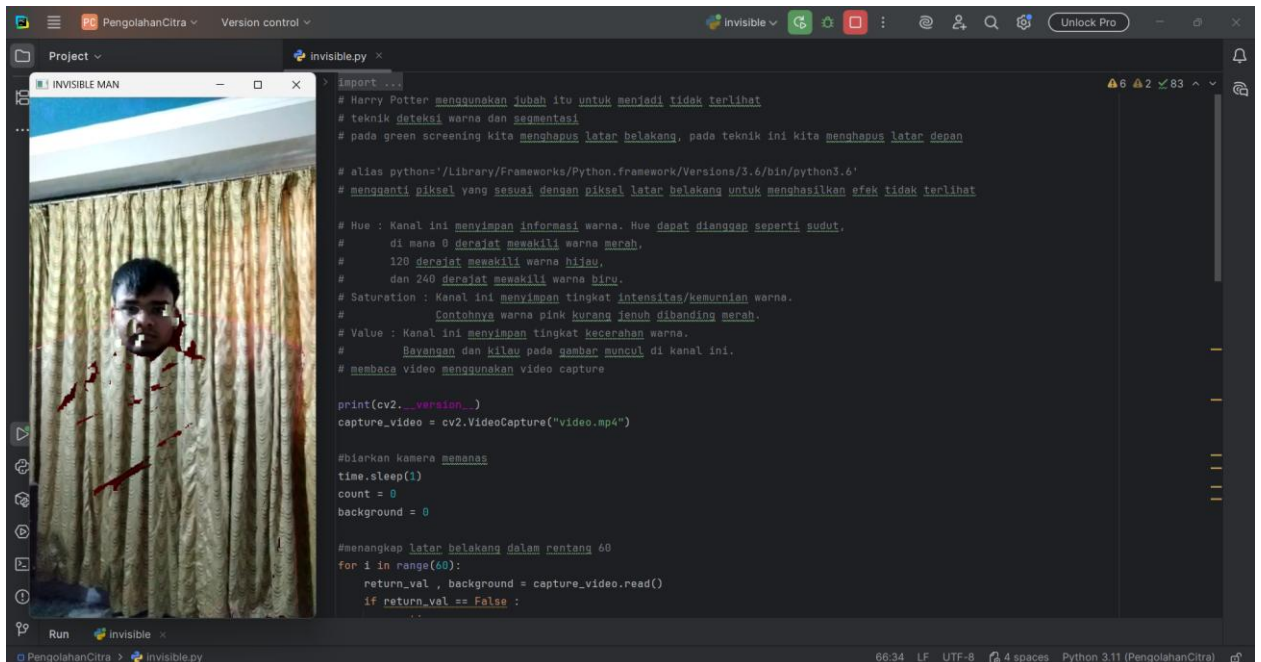 PC PengolahanCitra Version control invisible Unlock Pro
Project invisible.py
INVISIBLE MAN
import ... 6 2 83
# Harry Potter menggunakan jubah itu untuk menjadi tidak terlihat
# teknik deteksi warna dan segmentasi
# pada green screening kita menghapus latar belakang, pada teknik ini kita menghapus latar depan
# alias python='/Library/Frameworks/Python.framework/Versions/3.6/bin/python3.6'
# mengganti piksel yang sesuai dengan piksel latar belakang untuk menghasilkan efek tidak terlihat
# Hue : Kanal ini menyimpan informasi warna. Hue dapat dianggap seperti sudut,
# di mana 0 derajat mewakili warna merah,
# 120 derajat mewakili warna hijau,
# dan 240 derajat mewakili warna biru.
# Saturation : Kanal ini menyimpan tingkat intensitas/kemurnian warna.
# Contohnya warna pink kurang jenuh dibanding merah.
# Value : Kanal ini menyimpan tingkat kecerahan warna.
# Bayangan dan kilau pada gambar muncul di kanal ini.
# membaca video menggunakan video capture
print(cv2.__version__)
capture_video = cv2.VideoCapture("video.mp4")
#biarkan kamera memanas
time.sleep(1)
count = 0
background = 0
#menangkap latar belakang dalam rentang 60
for i in range(60):
return_val , background = capture_video.read()
if return_val == False :
Run invisible
PengolahanCitra > invisible.py 66:34 LF UTF-8 4 spaces Python 3.11 (PengolahanCitra)